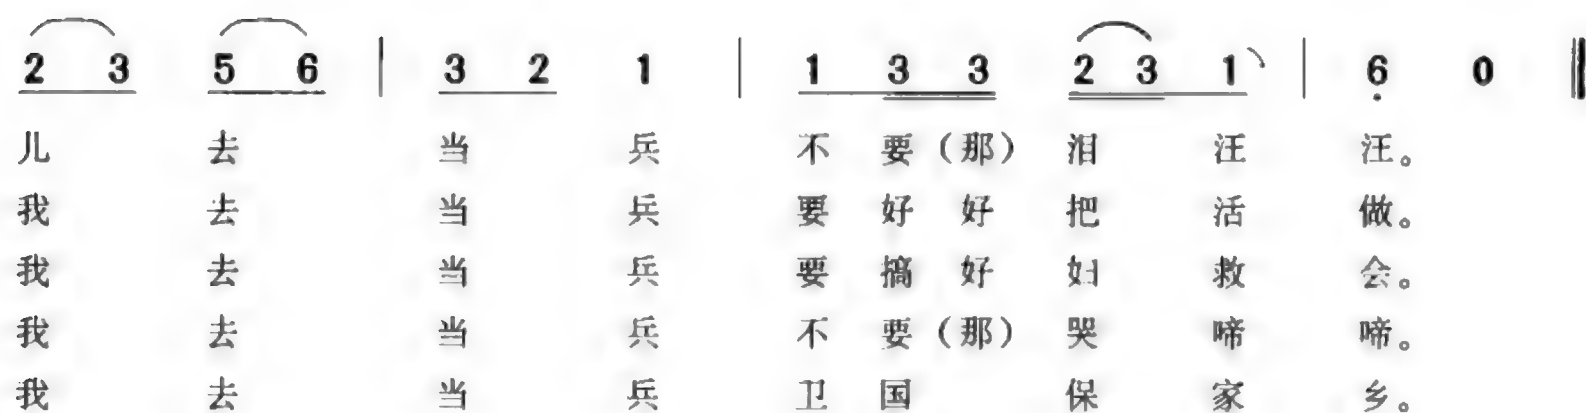 2 3 5 6 | 3 2 1 | 1 3 3 2 3 1 | 6 0
儿 去 当 兵 不 要 (那) 泪 汪 汪。
我 去 当 兵 要 好 好 把 活 做。
我 去 当 兵 要 搞 好 妇 救 会。
我 去 当 兵 不 要 (那) 哭 啼 啼。
我 去 当 兵 卫 国 保 家 乡。